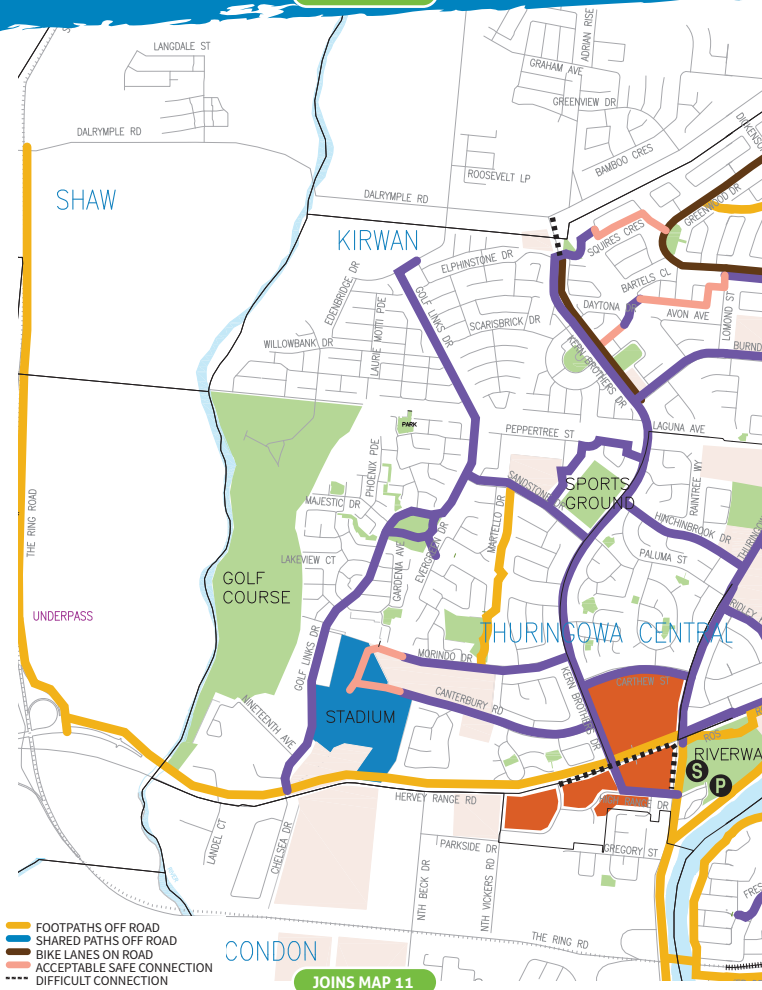 LANGDALE ST
ADRIAN RISE
GRAHAM AVE
GREENVIEW DR
DALRYMPLE RD
BAMBOO CRES
ROOSEVELT LP
SHAW
DALRYMPLE RD
GREENWOOD DR
KIRWAN
SQUIRES CRES
ELPHINSTONE DR
EDENBRIDGE DR
GOLF LINKS DR
BARTELS CL
LAURIE MOTTI PDE
DAYTONA DR
AVON AVE
LOMOND ST
SCARISBRICK DR
WILLOWBANK DR
KERN BROTHERS DR
PARK
PEPPERTREE ST
LAGUNA AVE
PHOENIX PDE
RAINTREE WY
SPORTS
GROUND
MAJESTIC DR
THE RING ROAD
MARTELLO DR
HINCHINBROOK DR
GARDENIA AVE
EVERGREEN DR
PALUMA ST
LAKEVIEW CT
GOLF
COURSE
UNDERPASS
THURINGOWA CENTRAL
GOLF LINKS DR
MORINDO DR
KERN BROTHERS DR
CARTHEW ST
CANTERBURY RD
STADIUM
NINETEENTH AVE
RIVERWA
S
P
HERVEY RANGE RD
LANDEL CT
CHELSEA DR
PARKSIDE DR
GREGORY ST
NTH BECK DR
NTH VICKERS RD
THE RING RD
CONDON
FOOTPATHS OFF ROAD
SHARED PATHS OFF ROAD
BIKE LANES ON ROAD
ACCEPTABLE SAFE CONNECTION
DIFFICULT CONNECTION
JOINS MAP 11